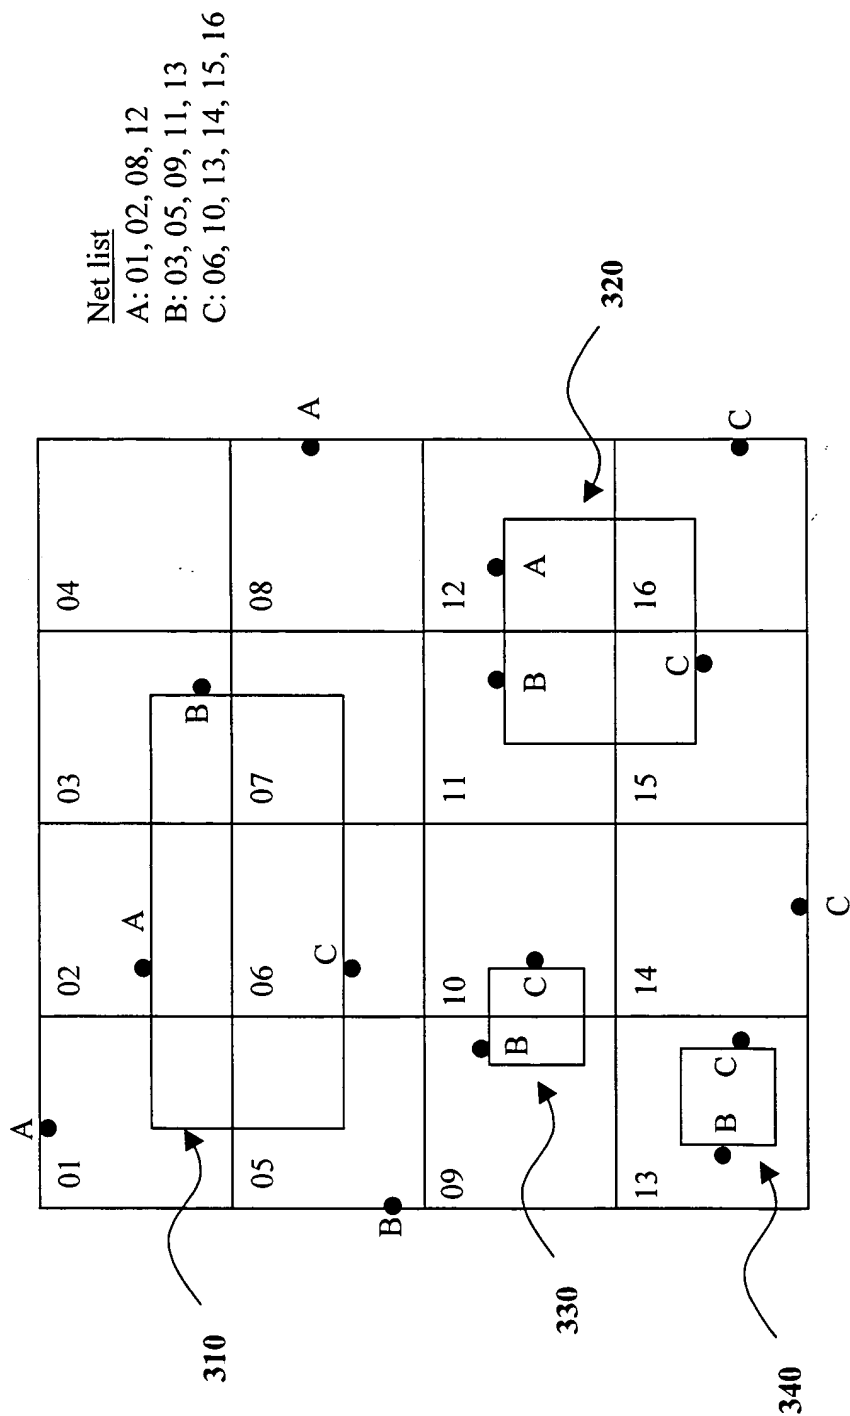 A
01 02 03 04
Net list
A
A: 01, 02, 08, 12
B: 03, 05, 09, 11, 13
B
C: 06, 10, 13, 14, 15, 16
310
05 06 07 08
A
C
B
09 10 11 12
B C B A
330
320
13 14 15 16
C
B C
C
340
C